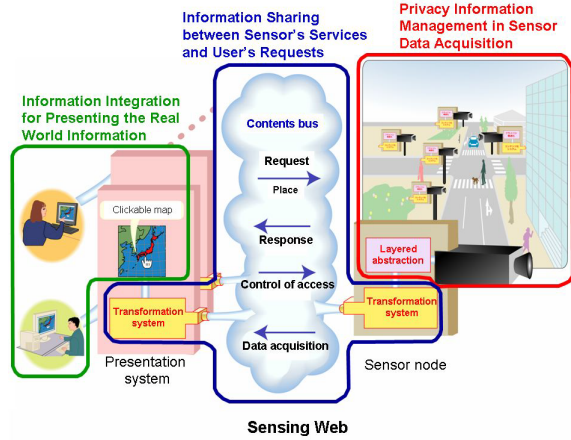 Information Sharing
between Sensor's Services
and User's Requests
Privacy Information
Management in Sensor
Data Acquisition
Information Integration
for Presenting the Real
World Information
Contents bus
Request
Place
Response
Control of access
Data acquisition
Clickable map
Transformation
system
Presentation
system
Layered
abstraction
Transformation
system
Sensor node
Sensing Web